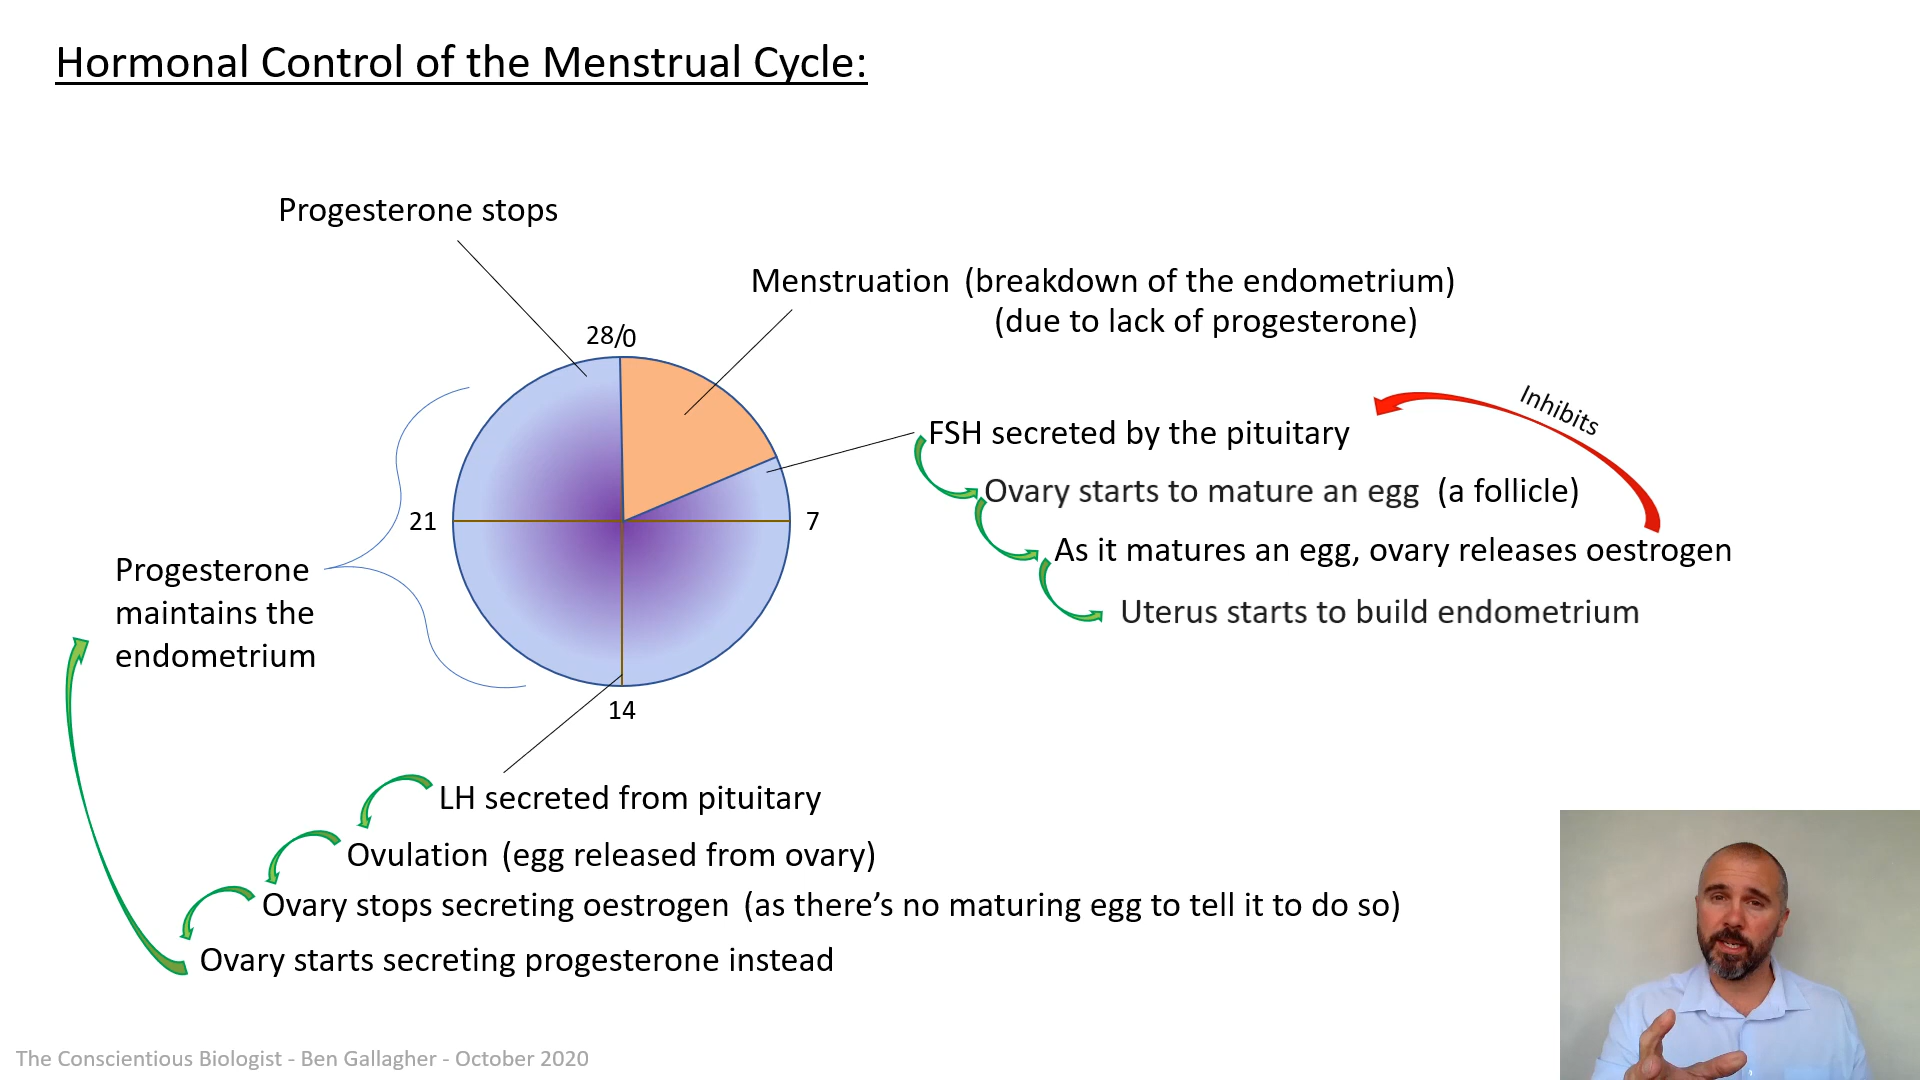 Hormonal Control of the Menstrual Cycle:
Progesterone stops
Menstruation (breakdown of the endometrium)
(due to lack of progesterone)
28/0
Inhibits
FSH secreted by the pituitary
Ovary starts to mature an egg (a follicle)
21
7
As it matures an egg, ovary releases oestrogen
Progesterone
maintains the
endometrium
Uterus starts to build endometrium
14
LH secreted from pituitary
Ovulation (egg released from ovary)
Ovary stops secreting oestrogen (as there’s no maturing egg to tell it to do so)
Ovary starts secreting progesterone instead
The Conscientious Biologist - Ben Gallagher - October 2020